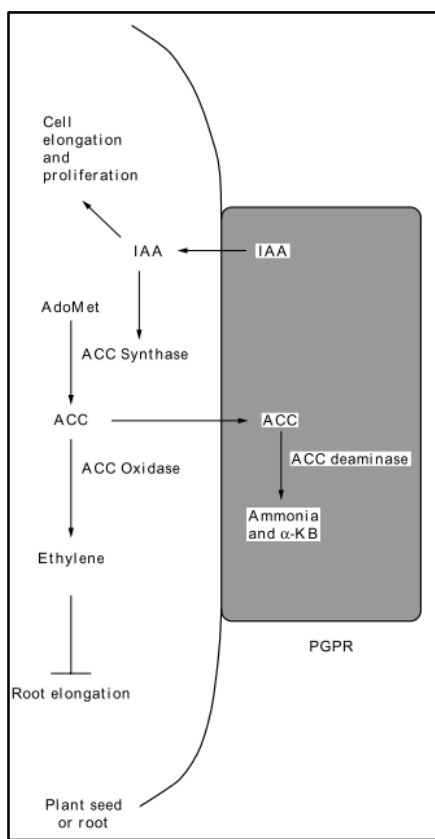 Cell
elongation
and
proliferation
IAA
IAA
AdoMet
ACC Synthase
ACC
ACC
ACC deaminase
ACC Oxidase
Ammonia
and α-KB
Ethylene
PGPR
Root elongation
Plant seed
or root